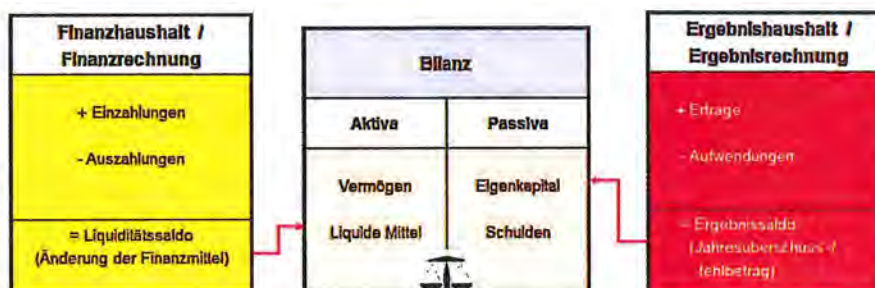 Finanzhaushalt /
Finanzrechnung
+ Einzahlungen
- Auszahlungen
= Liquiditätssaldo
(Änderung der Finanzmittel)
Bilanz
Aktiva
Passiva
Vermögen
Eigenkapital
Liquide Mittel
Schulden
Ergebnishaushalt /
Ergebnisrechnung
+ Erträge
- Aufwendungen
= Ergebnissaldo
(Jahresüberschuss-/
fehlbetrag)